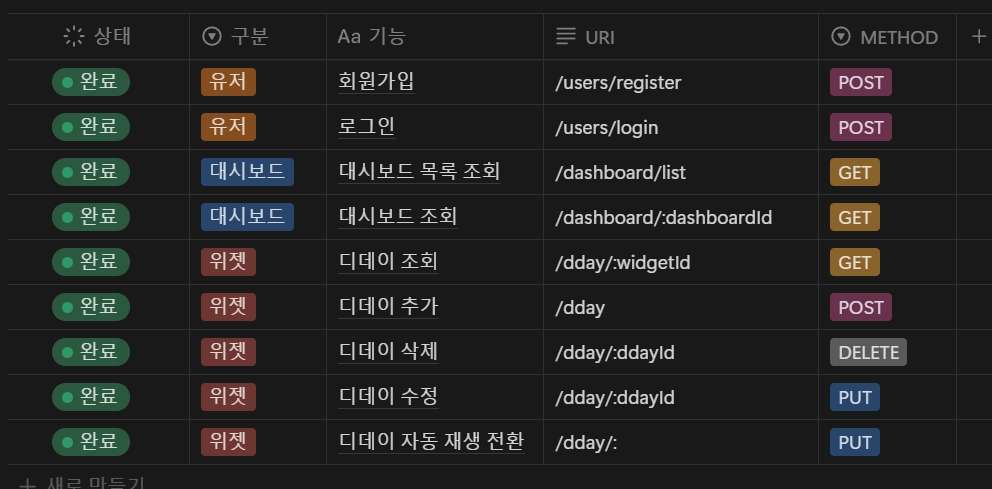 상태 구분 Aa 기능 URI METHOD +
완료 유저 회원가입 /users/register POST
완료 유저 로그인 /users/login POST
완료 대시보드 대시보드 목록 조회 /dashboard/list GET
완료 대시보드 대시보드 조회 /dashboard/:dashboardId GET
완료 위젯 디데이 조회 /dday/:widgetId GET
완료 위젯 디데이 추가 /dday POST
완료 위젯 디데이 삭제 /dday/:ddayId DELETE
완료 위젯 디데이 수정 /dday/:ddayId PUT
완료 위젯 디데이 자동 재생 전환 /dday/: PUT
+ 새로 만들기